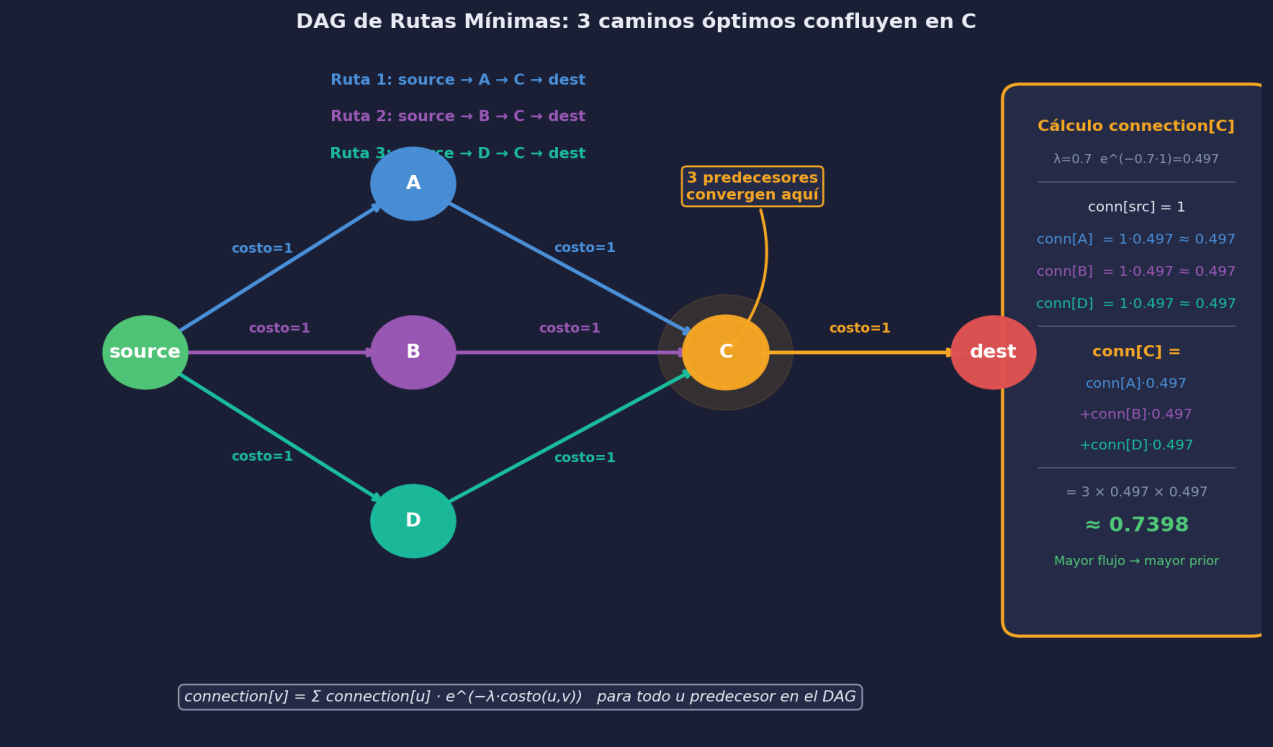 DAG de Rutas Mínimas: 3 caminos óptimos confluyen en C
Ruta 1: source → A → C → dest
Ruta 2: source → B → C → dest
Ruta 3: source → D → C → dest
A
costo=1
costo=1
3 predecesores
convergen aquí
source
costo=1
B
costo=1
C
costo=1
dest
costo=1
costo=1
D
Cálculo connection[C]
λ=0.7  e^(−0.7·1)=0.497
conn[src] = 1
conn[A]  = 1·0.497 ≈ 0.497
conn[B]  = 1·0.497 ≈ 0.497
conn[D]  = 1·0.497 ≈ 0.497
conn[C] =
conn[A]·0.497
+conn[B]·0.497
+conn[D]·0.497
= 3 × 0.497 × 0.497
≈ 0.7398
Mayor flujo → mayor prior
connection[v] = Σ connection[u] · e^(−λ·costo(u,v))   para todo u predecesor en el DAG